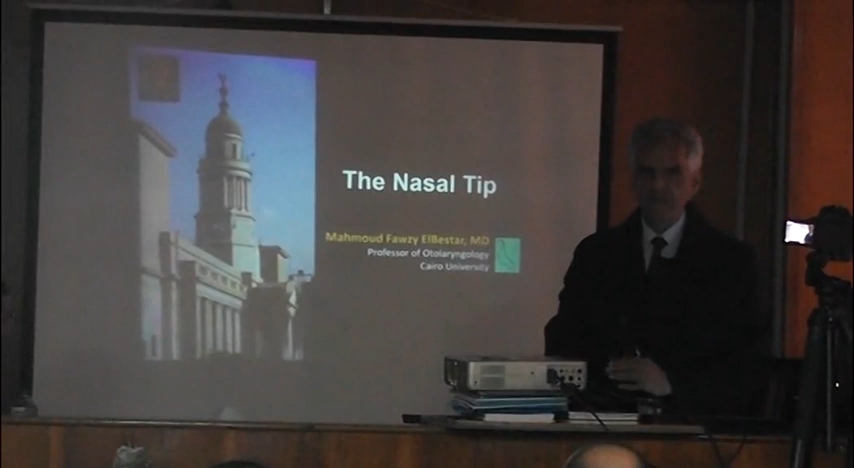 The Nasal Tip
Mahmoud Fawzy ElBestar, MD
Professor of Otolaryngology
Cairo University